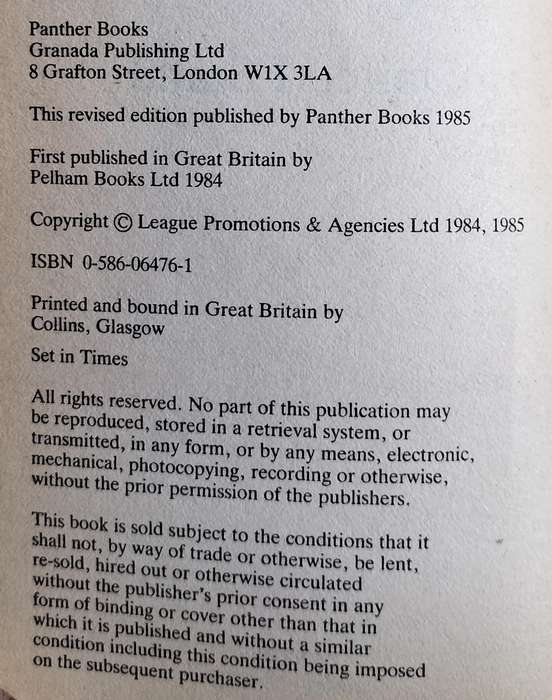 Panther Books
Granada Publishing Ltd
8 Grafton Street, London W1X 3LA
This revised edition published by Panther Books 1985
First published in Great Britain by
Pelham Books Ltd 1984
Copyright © League Promotions & Agencies Ltd 1984, 1985
ISBN 0-586-06476-1
Printed and bound in Great Britain by
Collins, Glasgow
Set in Times
All rights reserved. No part of this publication may
be reproduced, stored in a retrieval system, or
transmitted, in any form, or by any means, electronic,
mechanical, photocopying, recording or otherwise,
without the prior permission of the publishers.
This book is sold subject to the conditions that it
shall not, by way of trade or otherwise, be lent,
re-sold, hired out or otherwise circulated
without the publisher's prior consent in any
form of binding or cover other than that in
which it is published and without a similar
condition including this condition being imposed
on the subsequent purchaser.